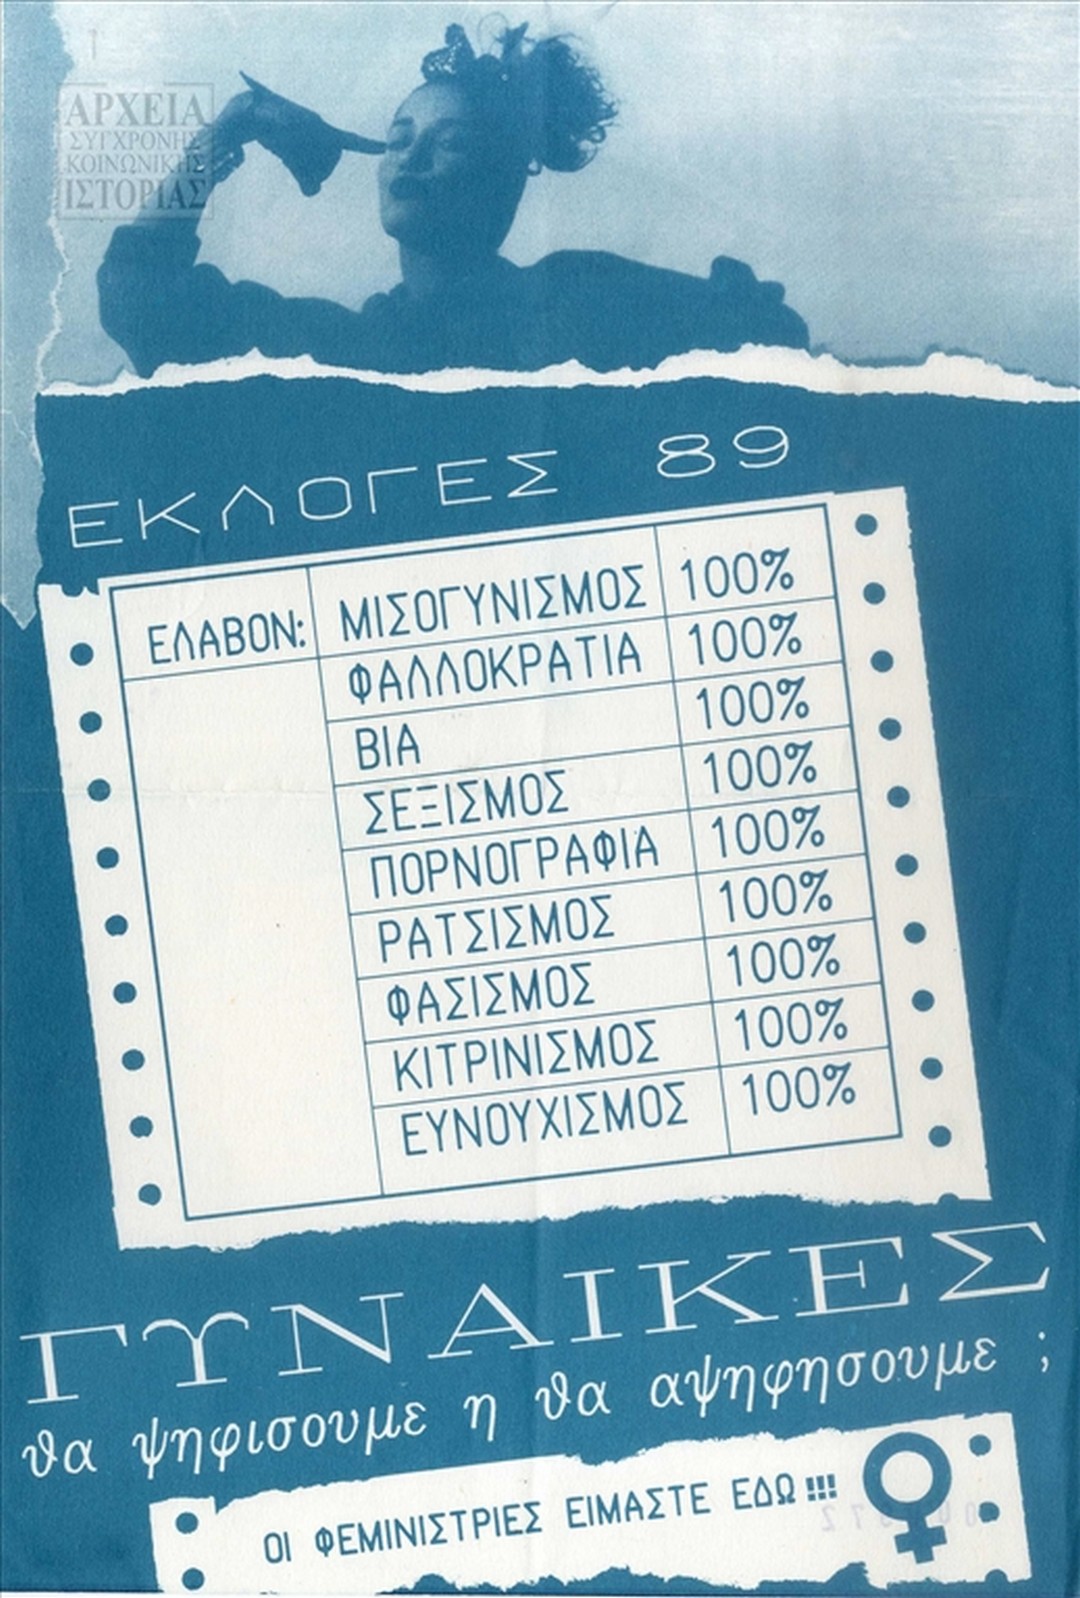 ΑΡΧΕΙΑ
ΣΥΓΧΡΟΝΗΣ
ΚΟΙΝΩΝΙΚΗΣ
ΙΣΤΟΡΙΑΣ
ΕΚΛΟΓΕΣ 89
ΕΛΑΒΟΝ: ΜΙΣΟΓΥΝΙΣΜΟΣ 100%
ΦΑΛΛΟΚΡΑΤΙΑ 100%
ΒΙΑ 100%
ΣΕΞΙΣΜΟΣ 100%
ΠΟΡΝΟΓΡΑΦΙΑ 100%
ΡΑΤΣΙΣΜΟΣ 100%
ΦΑΣΙΣΜΟΣ 100%
ΚΙΤΡΙΝΙΣΜΟΣ 100%
ΕΥΝΟΥΧΙΣΜΟΣ 100%
ΓΥΝΑΙΚΕΣ
θα ψηφισουμε η θα αψηφησουμε ;
ΟΙ ΦΕΜΙΝΙΣΤΡΙΕΣ ΕΙΜΑΣΤΕ ΕΔΩ !!!